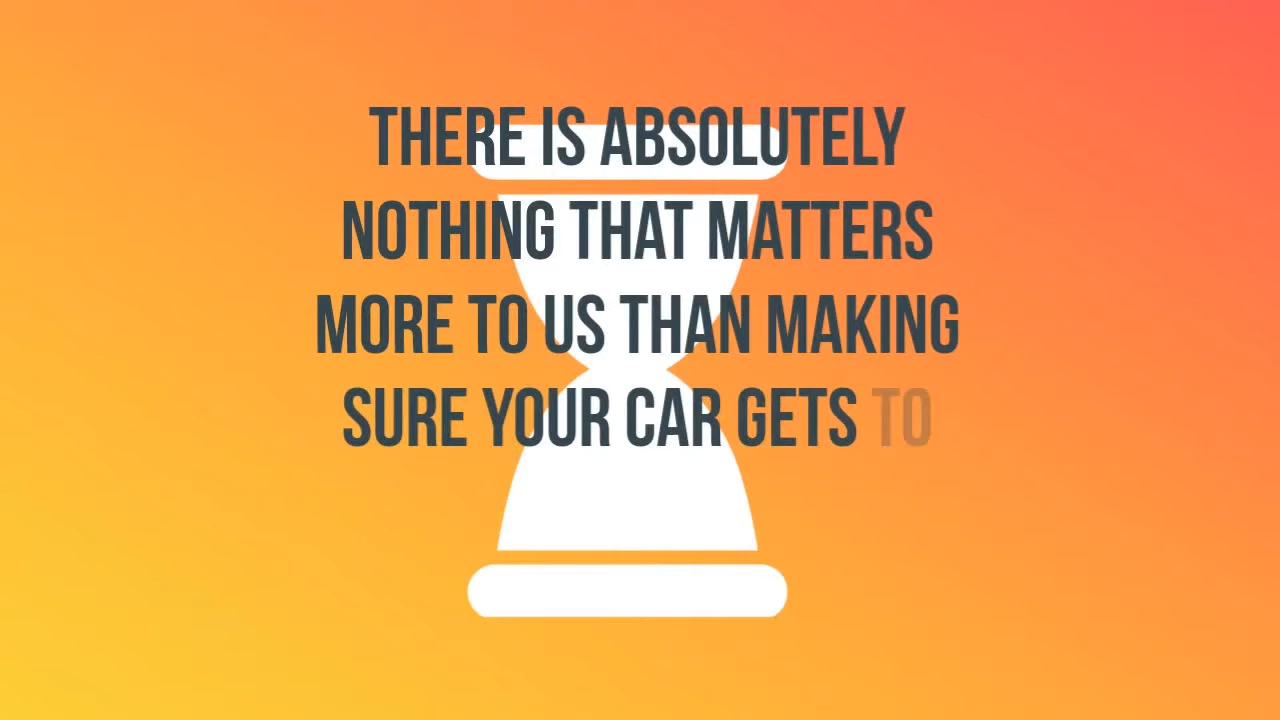 THERE IS ABSOLUTELY
NOTHING THAT MATTERS
MORE TO US THAN MAKING
SURE YOUR CAR GETS TO